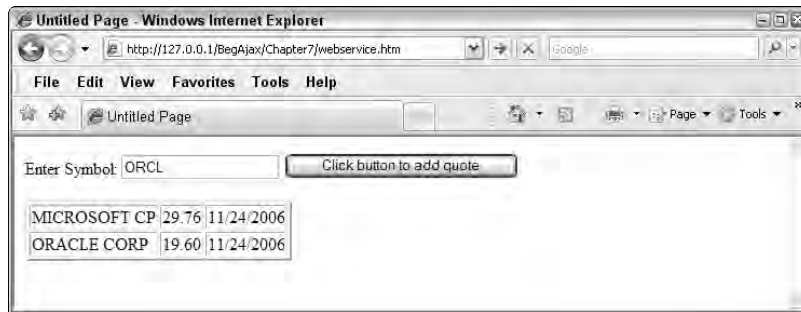 Untitled Page - Windows Internet Explorer
http://127.0.0.1/BegAjax/Chapter7/webservice.htm
Google
File Edit View Favorites Tools Help
Untitled Page
Page Tools
Enter Symbol: ORCL Click button to add quote
MICROSOFT CP 29.76 11/24/2006
ORACLE CORP 19.60 11/24/2006